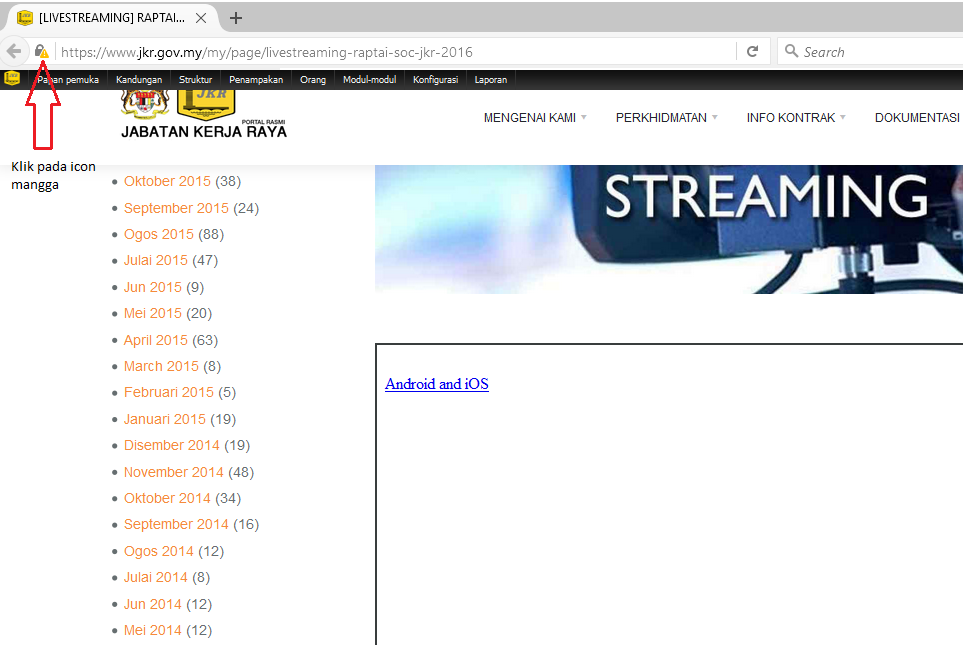 [LIVESTREAMING] RAPTAI...
https://www.jkr.gov.my/my/page/livestreaming-raptai-soc-jkr-2016
Search
Papan pemuka Kandungan Struktur Penampakan Orang Modul-modul Konfigurasi Laporan
JKR
PORTAL RASMI
JABATAN KERJA RAYA
MENGENAI KAMI PERKHIDMATAN INFO KONTRAK DOKUMENTASI
Klik pada icon
mangga
STREAMING
Oktober 2015 (38)
September 2015 (24)
Ogos 2015 (88)
Julai 2015 (47)
Jun 2015 (9)
Mei 2015 (20)
April 2015 (63)
March 2015 (8)
Februari 2015 (5)
Januari 2015 (19)
Disember 2014 (19)
November 2014 (48)
Oktober 2014 (34)
September 2014 (16)
Ogos 2014 (12)
Julai 2014 (8)
Jun 2014 (12)
Mei 2014 (12)
Android and iOS